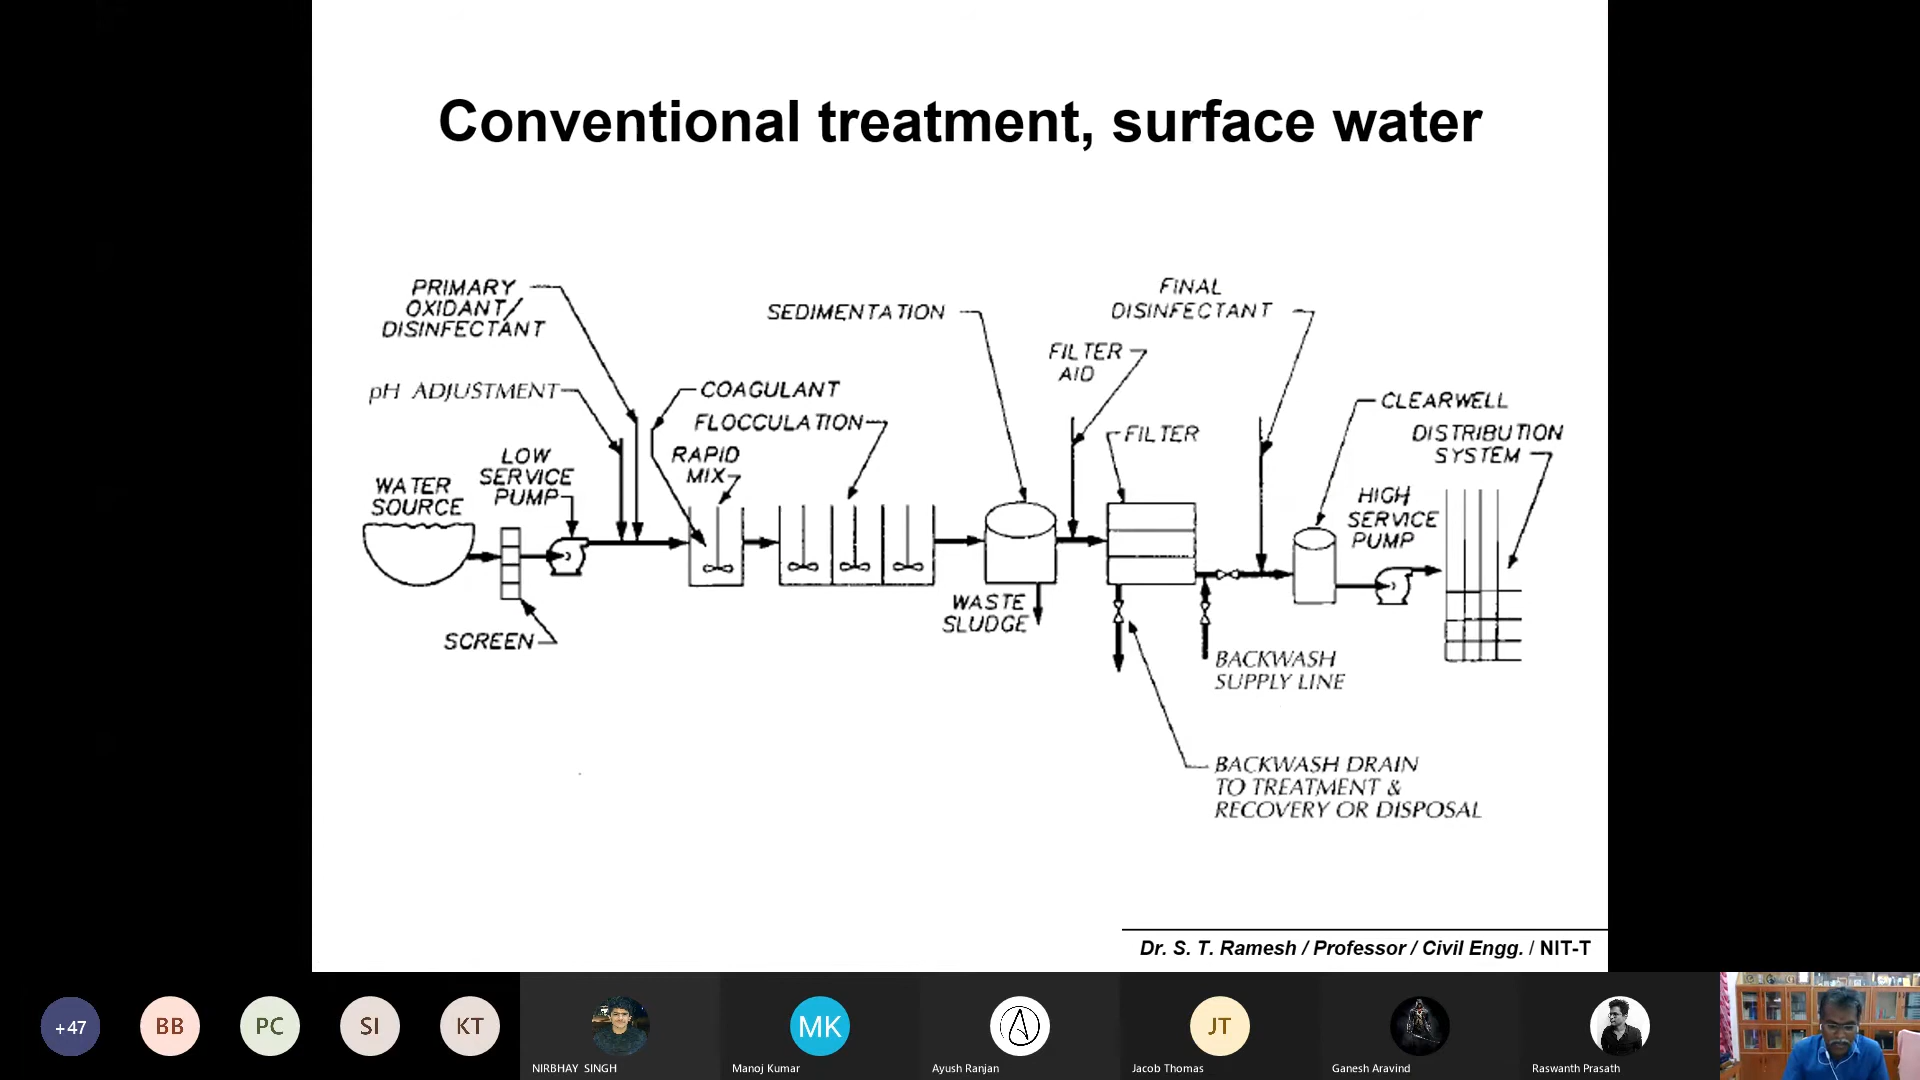 Conventional treatment, surface water
PRIMARY
OXIDANT/
DISINFECTANT
pH ADJUSTMENT
COAGULANT
FLOCCULATION
RAPID
MIX
LOW
SERVICE
PUMP
WATER
SOURCE
SCREEN
SEDIMENTATION
WASTE
SLUDGE
FILTER
AID
FILTER
FINAL
DISINFECTANT
CLEARWELL
DISTRIBUTION
SYSTEM
HIGH
SERVICE
PUMP
BACKWASH
SUPPLY LINE
BACKWASH DRAIN
TO TREATMENT &
RECOVERY OR DISPOSAL
Dr. S. T. Ramesh / Professor / Civil Engg. / NIT-T
+47
BB
PC
SI
KT
MK
JT
NIRBHAY SINGH
Manoj Kumar
Ayush Ranjan
Jacob Thomas
Ganesh Aravind
Raswanth Prasath